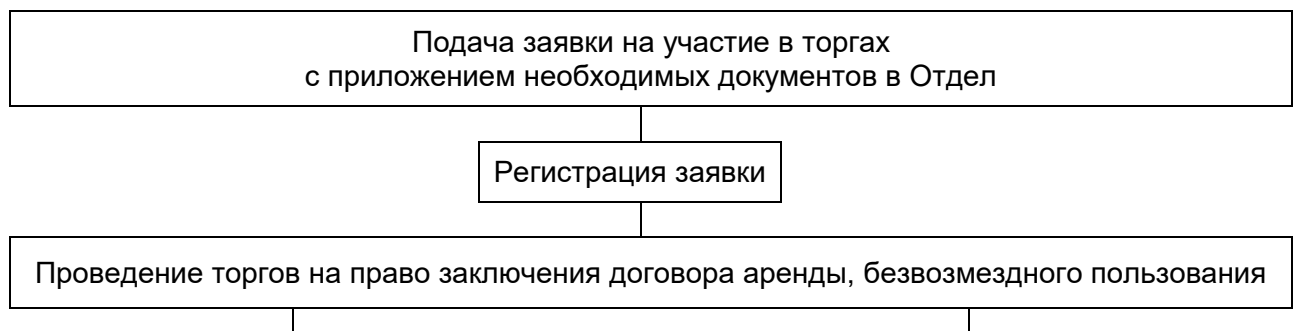 Подача заявки на участие в торгах
с приложением необходимых документов в Отдел
Регистрация заявки
Проведение торгов на право заключения договора аренды, безвозмездного пользования